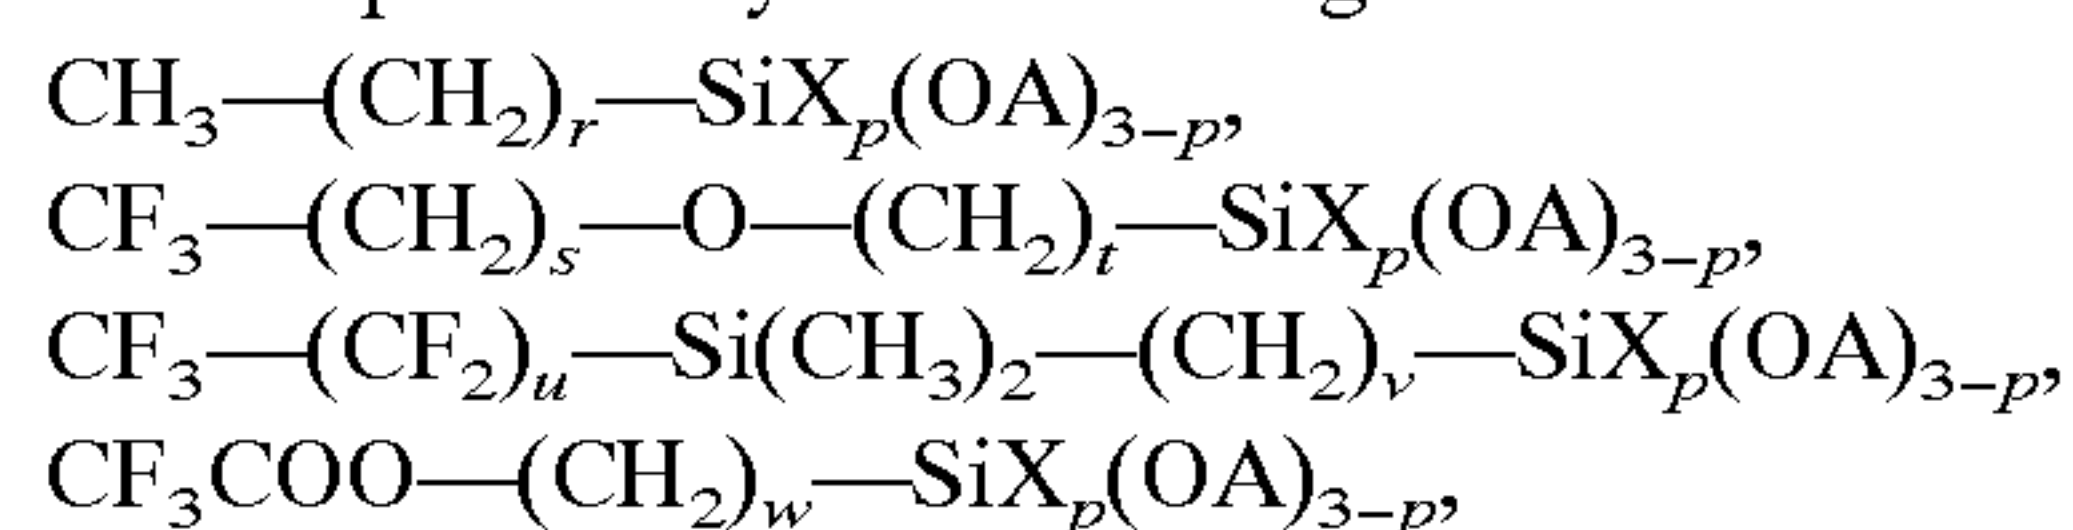 CH₃—(CH₂)ᵣ—SiXₚ(OA)₃₋ₚ,
CF₃—(CH₂)ₛ—O—(CH₂)ₜ—SiXₚ(OA)₃₋ₚ,
CF₃—(CF₂)ᵤ—Si(CH₃)₂—(CH₂)ᵥ—SiXₚ(OA)₃₋ₚ,
CF₃COO—(CH₂)w—SiXₚ(OA)₃₋ₚ,